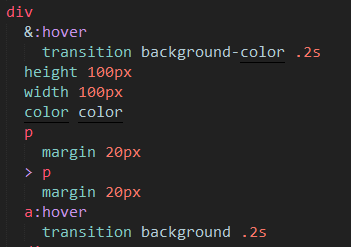 div
&:hover
transition background-color .2s
height 100px
width 100px
color color
p
margin 20px
> p
margin 20px
a:hover
transition background .2s